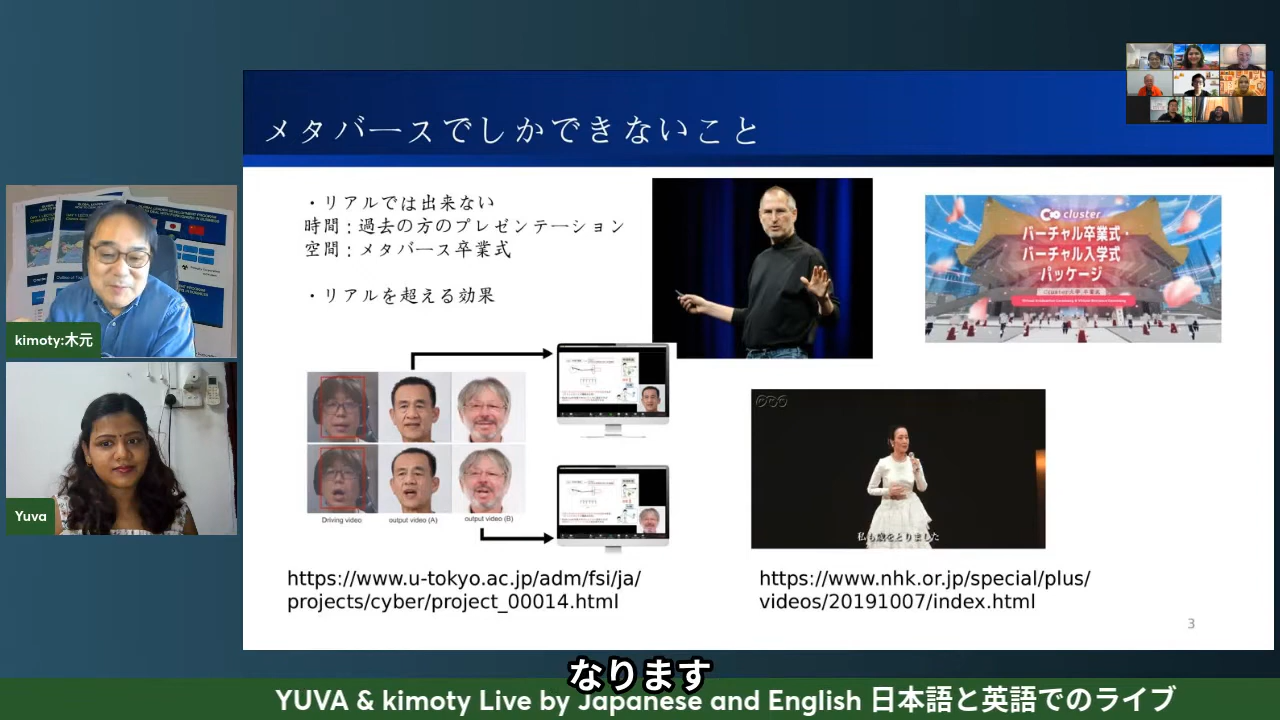 メタバースでしかできないこと
・リアルでは出来ない
時間：過去の方のプレゼンテーション
空間：メタバース卒業式
・リアルを超える効果
cluster
バーチャル卒業式・
バーチャル入学式
パッケージ
Driving video
output video (A)
output video (B)
私も歳をとりました
https://www.u-tokyo.ac.jp/adm/fsi/ja/
projects/cyber/project_00014.html
https://www.nhk.or.jp/special/plus/
videos/20191007/index.html
3
kimoty:木元
Yuva
なります
YUVA & kimoty Live by Japanese and English 日本語と英語でのライブ